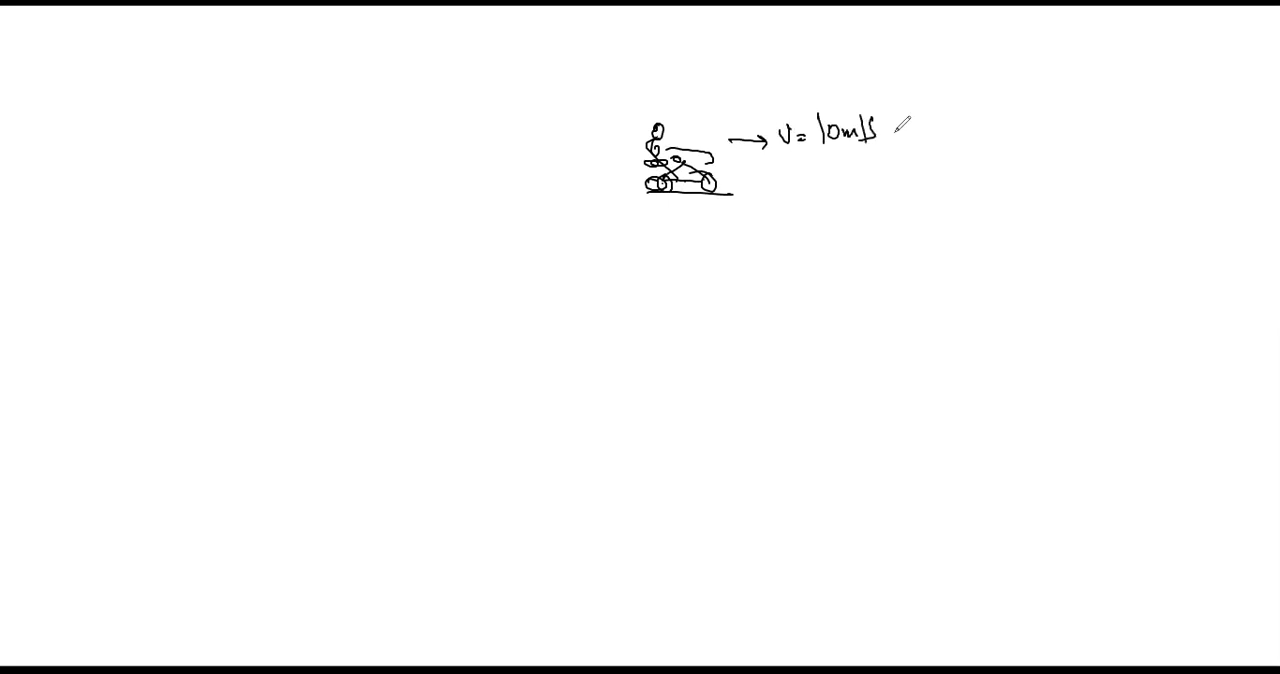 → v = 10m/s